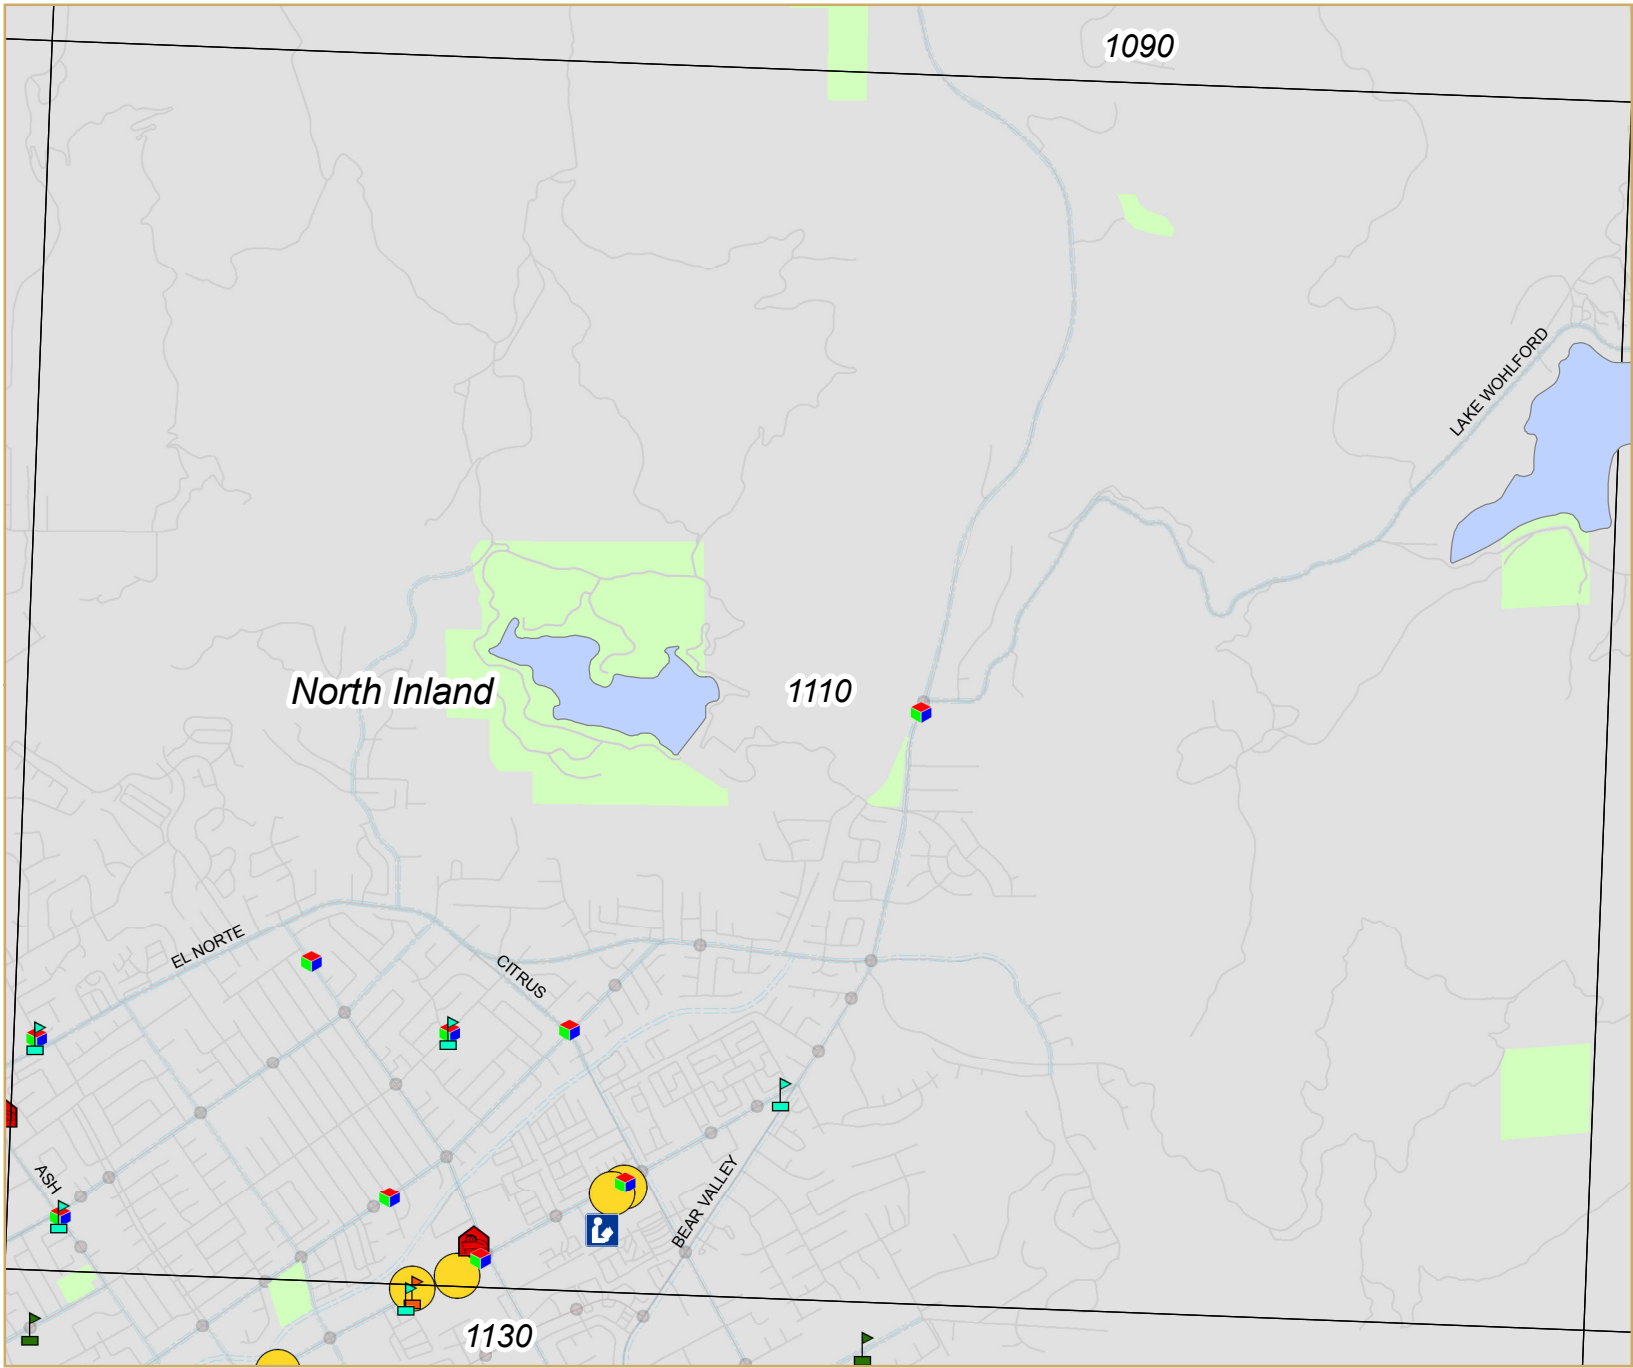 1090
LAKE WOHLFORD
North Inland
1110
EL NORTE
CITRUS
ASH
BEAR VALLEY
1130